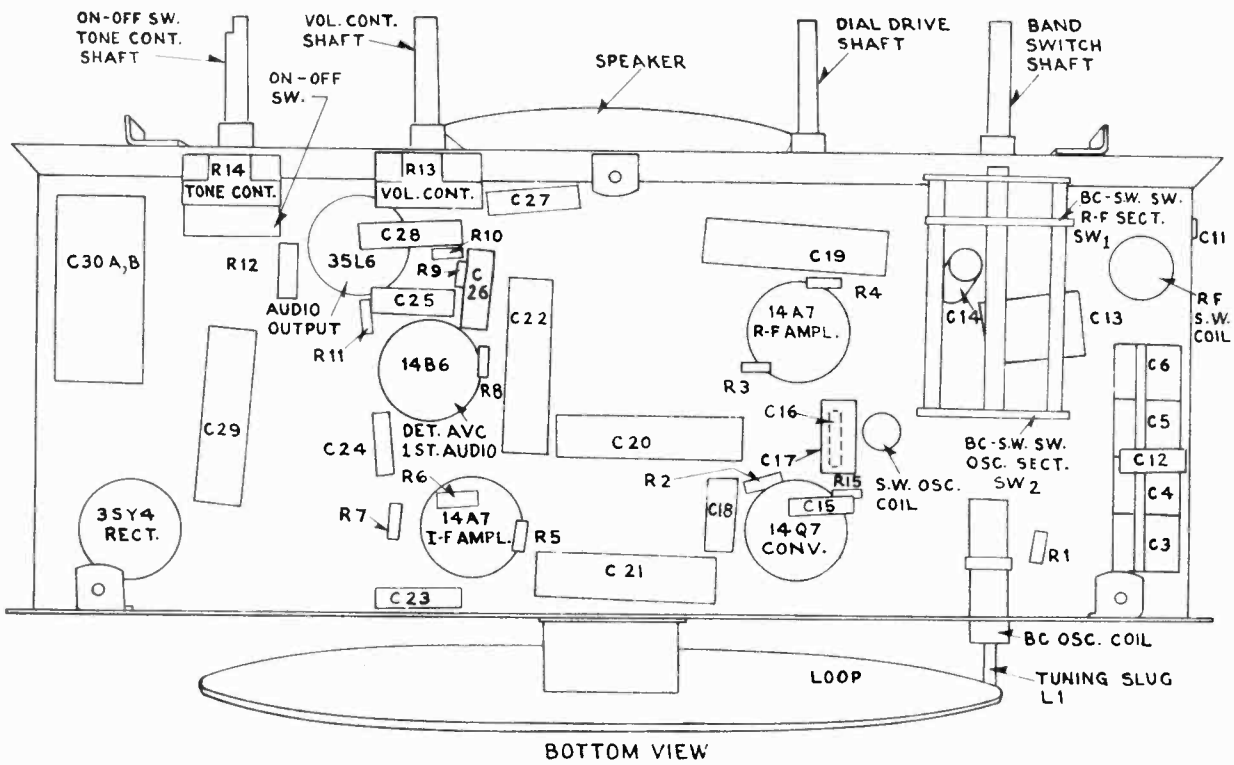 ON-OFF SW.
TONE CONT.
SHAFT
VOL. CONT.
SHAFT
DIAL DRIVE
SHAFT
BAND
SWITCH
SHAFT
ON-OFF
SW.
SPEAKER
R14
TONE CONT.
R13
VOL. CONT.
C27
BC-S.W. SW.
R-F SECT.
SW1
C11
C30 A,B
R12
35L6
C28
R10
R9
C
26
C19
R4
C14
C13
RF
S.W.
COIL
AUDIO
OUTPUT
C25
R11
C22
14A7
R-F AMPL.
R3
14B6
R8
C6
C5
C12
C4
C3
C29
C24
DET. AVC
1ST. AUDIO
C20
C16
C17
S.W. OSC.
COIL
BC-S.W. SW.
OSC. SECT.
SW2
R6
R7
14A7
I-F AMPL.
R5
R2
C18
R15
C15
14Q7
CONV.
R1
35Y4
RECT.
C21
C23
BC OSC. COIL
LOOP
TUNING SLUG
L1
BOTTOM VIEW